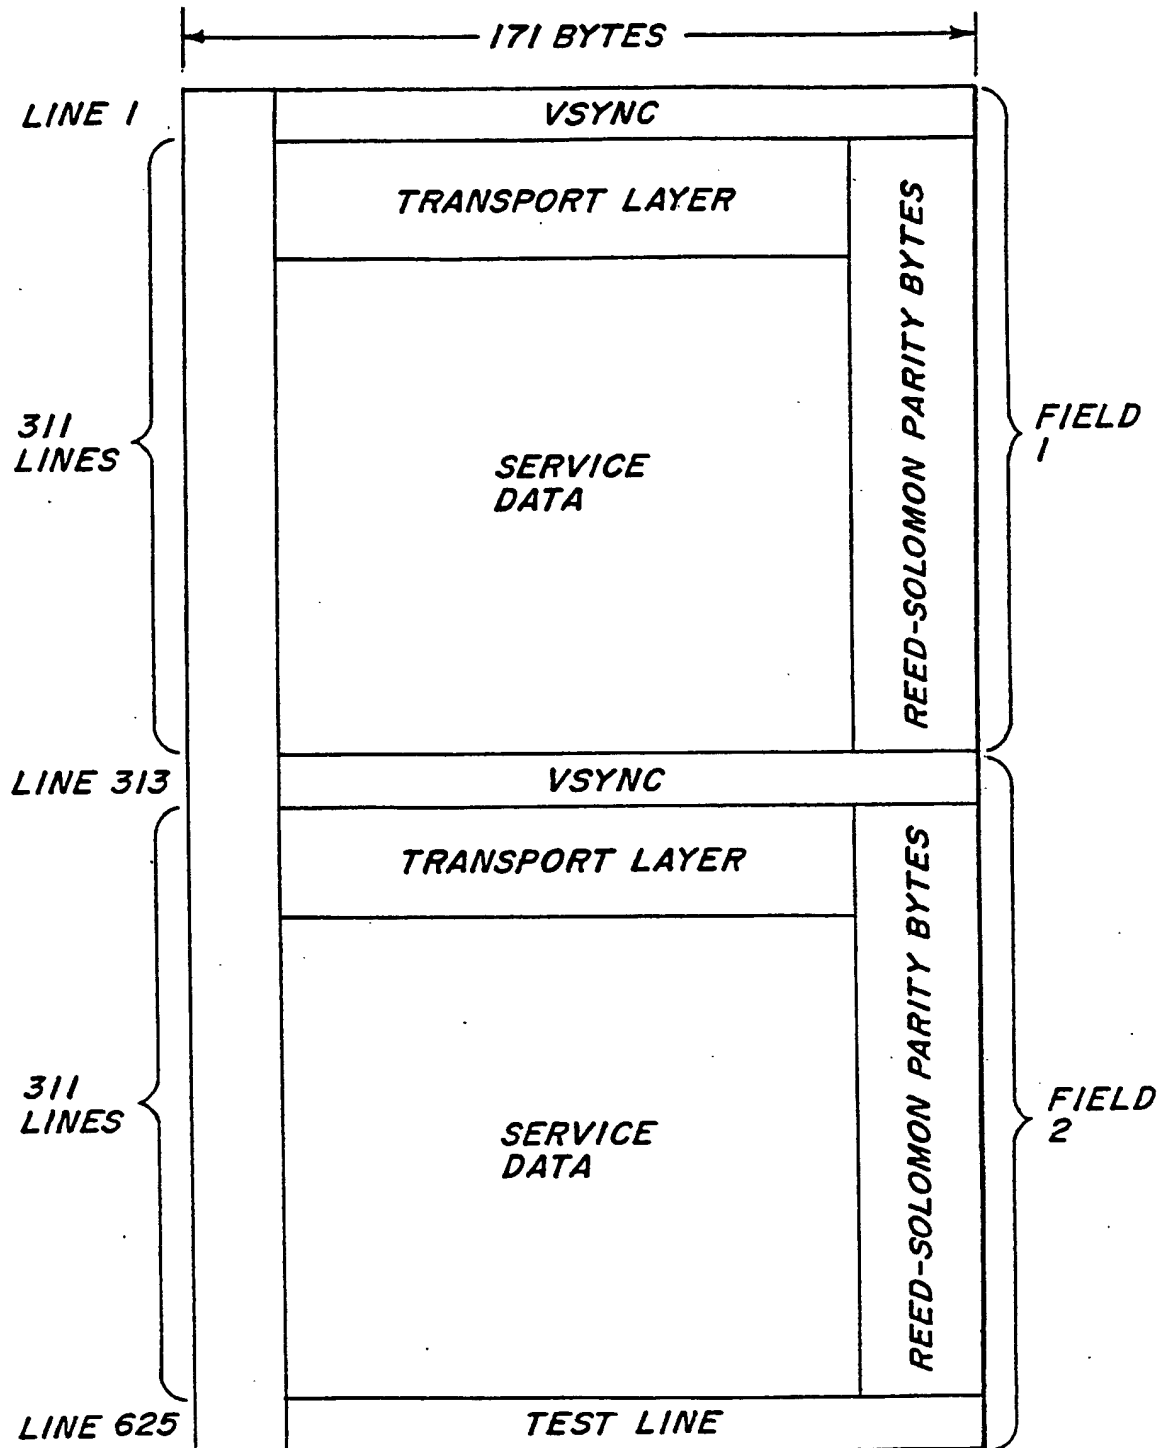 171 BYTES
LINE 1
VSYNC
TRANSPORT LAYER
REED-SOLOMON PARITY BYTES
311
LINES
SERVICE
DATA
FIELD
1
LINE 313
VSYNC
TRANSPORT LAYER
REED-SOLOMON PARITY BYTES
311
LINES
SERVICE
DATA
FIELD
2
LINE 625
TEST LINE